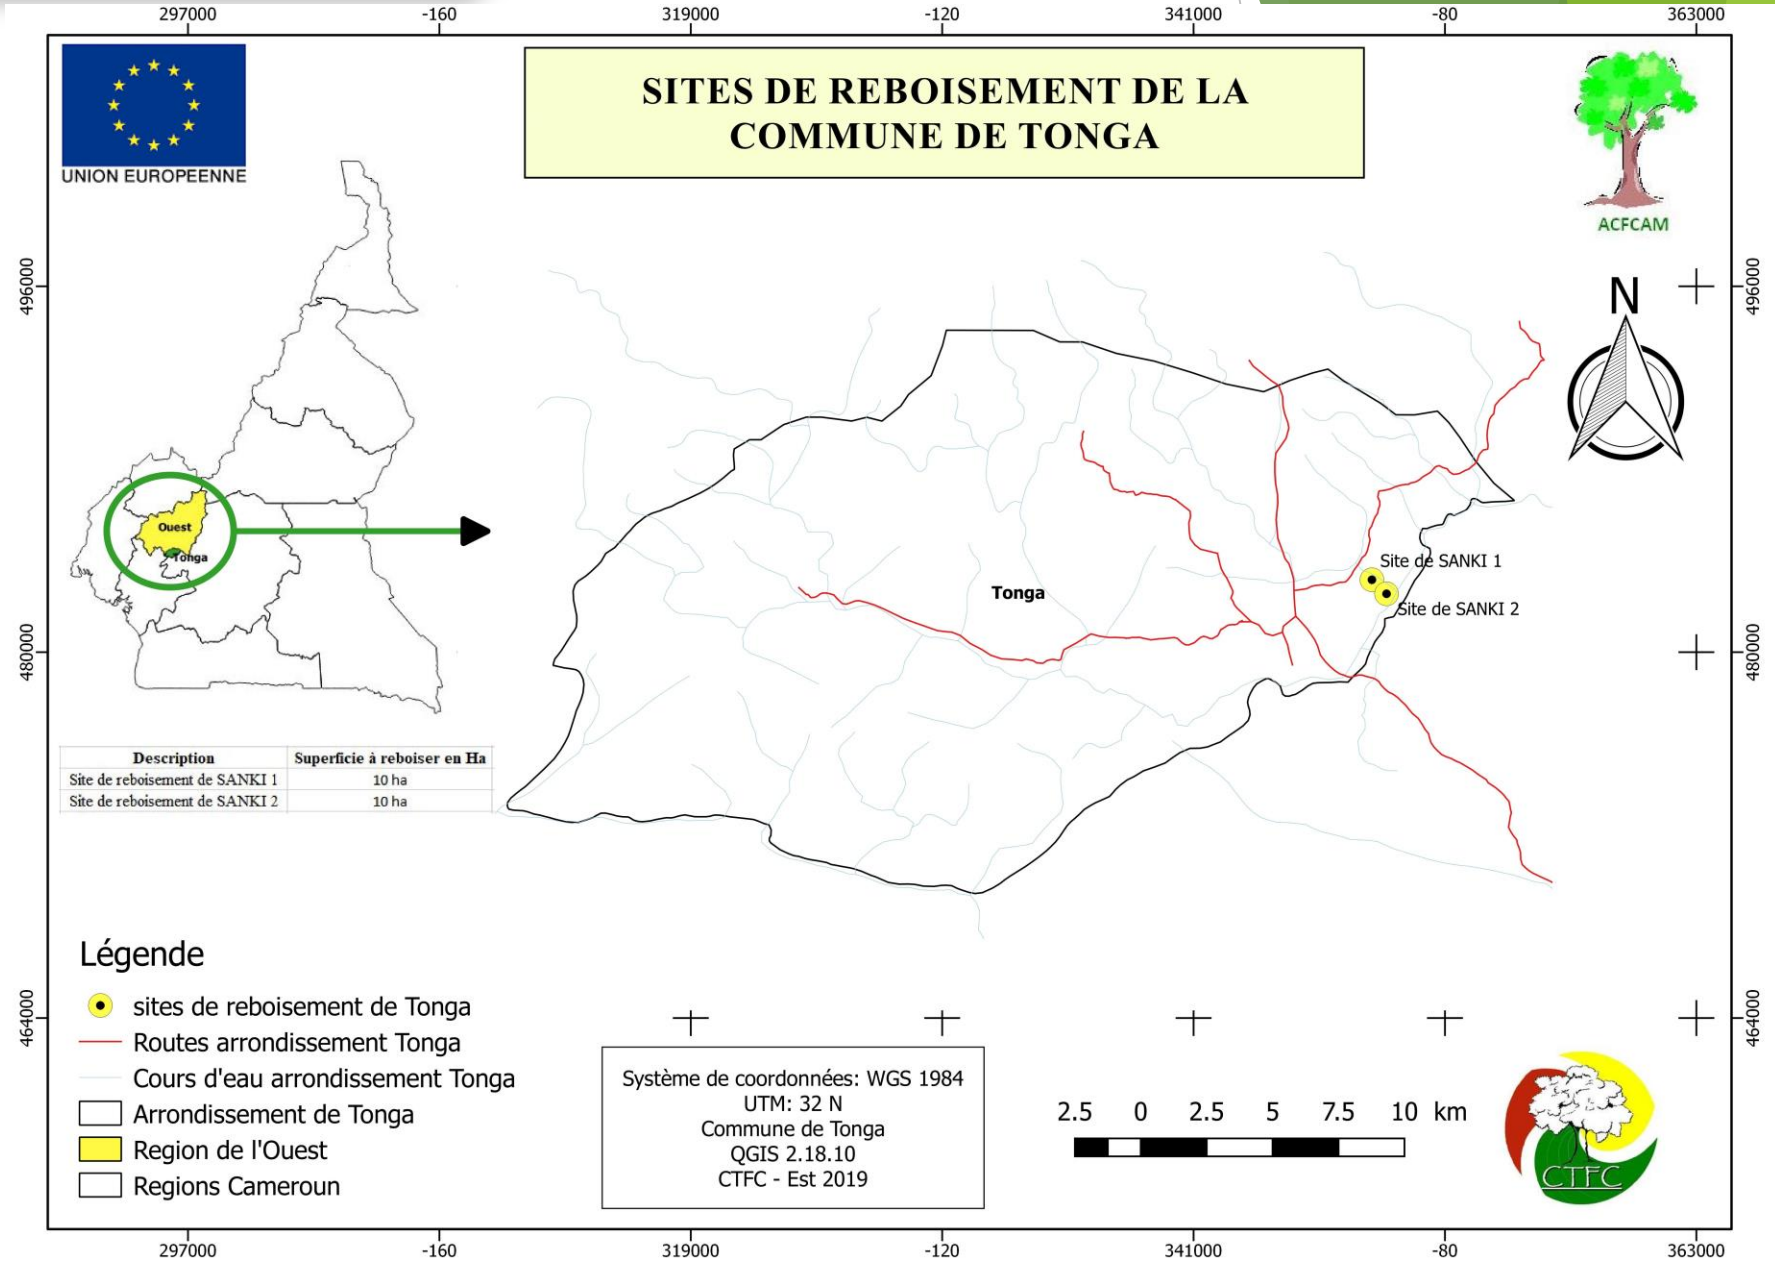 297000 -160 319000 -120 341000 -80 363000
SITES DE REBOISEMENT DE LA
COMMUNE DE TONGA
UNION EUROPEENNE
ACFCAM
N
496000
496000
Ouest
Tonga
Site de SANKI 1
Tonga
Site de SANKI 2
480000
480000
Description Superficie à reboiser en Ha
Site de reboisement de SANKI 1 10 ha
Site de reboisement de SANKI 2 10 ha
Légende
sites de reboisement de Tonga
Routes arrondissement Tonga
Cours d'eau arrondissement Tonga
Arrondissement de Tonga
Region de l'Ouest
Regions Cameroun
464000
464000
Système de coordonnées: WGS 1984
UTM: 32 N
Commune de Tonga
QGIS 2.18.10
CTFC - Est 2019
2.5 0 2.5 5 7.5 10 km
CTFC
297000 -160 319000 -120 341000 -80 363000